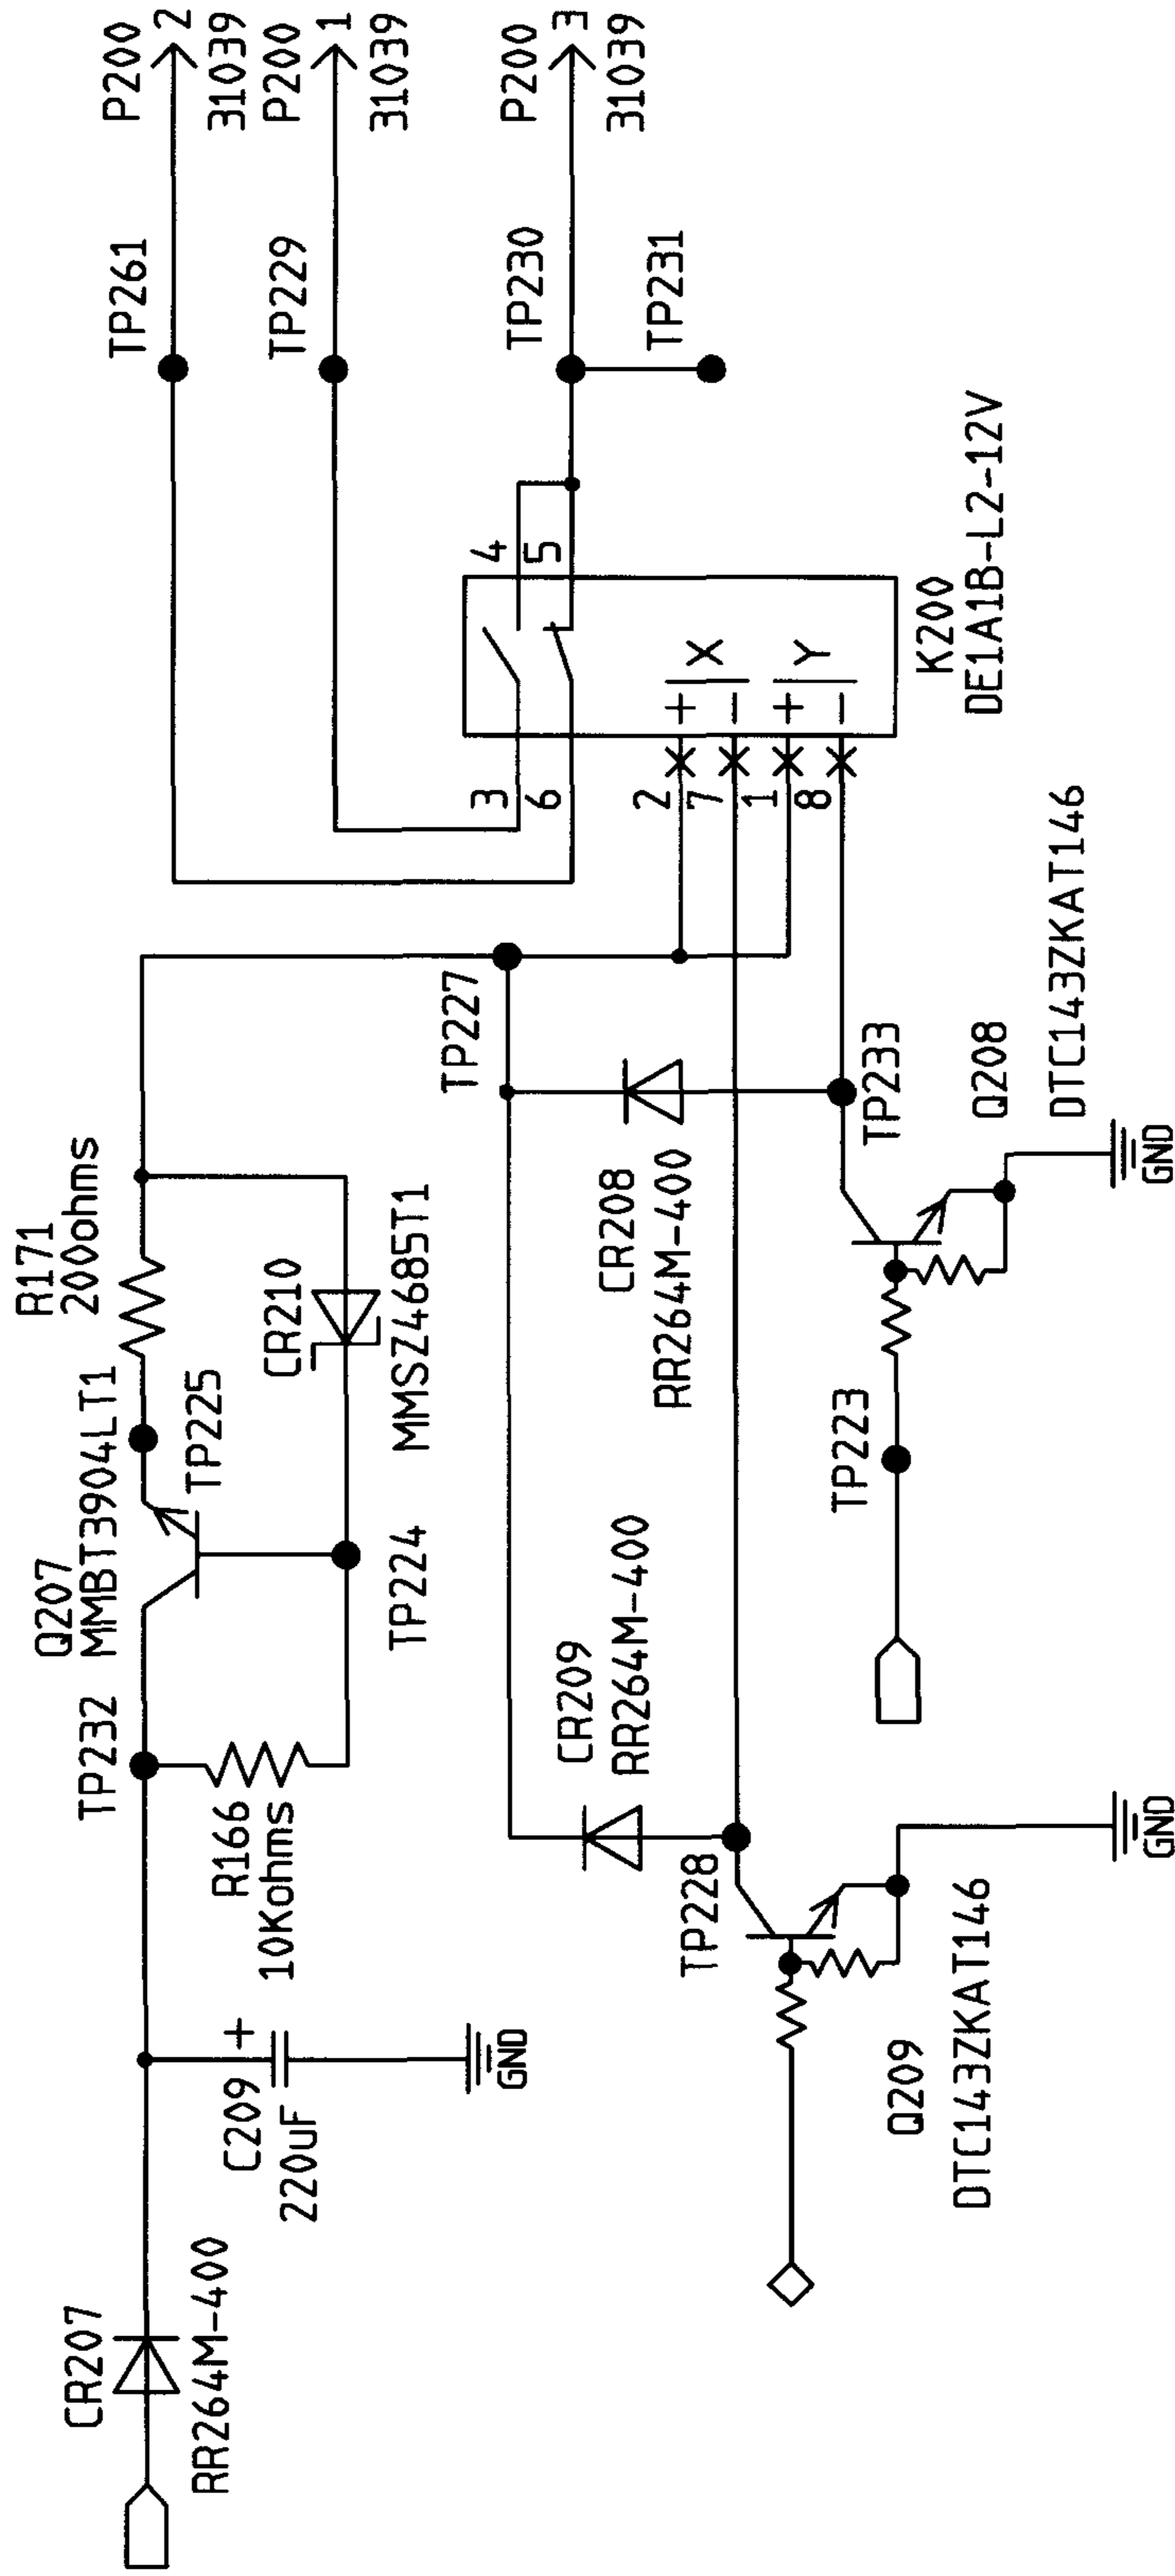 CR207
RR264M-400
C209
220uF
+
GND
TP232
R166
10Kohms
Q207
MMBT3904LT1
TP225
TP224
R171
200ohms
CR210
MMSZ4685T1
TP227
CR209
RR264M-400
CR208
RR264M-400
TP228
Q209
DTC143ZKAT146
GND
TP223
TP233
Q208
DTC143ZKAT146
GND
3
6
4
5
2
7
1
8
+
-
X
+
-
Y
K200
DE1A1B-L2-12V
TP261
TP229
TP230
TP231
P200
2
31039
P200
1
31039
P200
3
31039